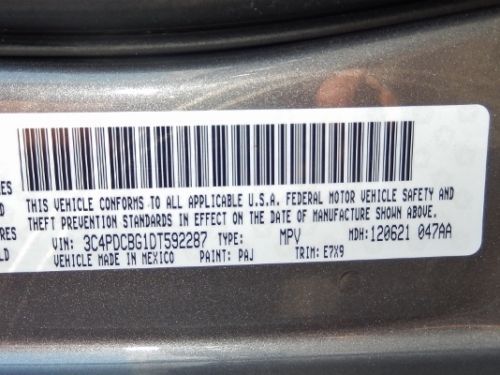 RES
THIS VEHICLE CONFORMS TO ALL APPLICABLE U.S.A. FEDERAL MOTOR VEHICLE SAFETY AND
THEFT PREVENTION STANDARDS IN EFFECT ON THE DATE OF MANUFACTURE SHOWN ABOVE.
VIN: 3C4PDCBG1DT592287 TYPE: MPV MDH: 120621 047AA
VEHICLE MADE IN MEXICO PAINT: PAJ TRIM: E7X9